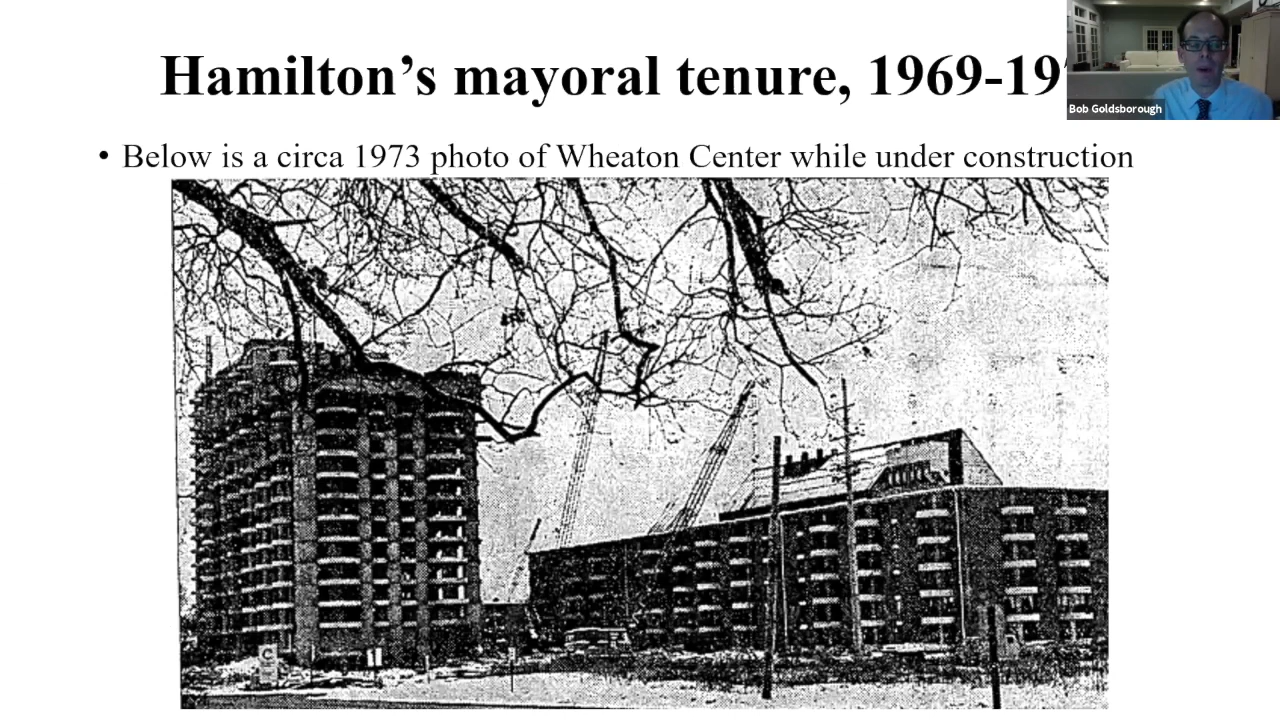 Hamilton’s mayoral tenure, 1969-19
Bob Goldsborough
• Below is a circa 1973 photo of Wheaton Center while under construction